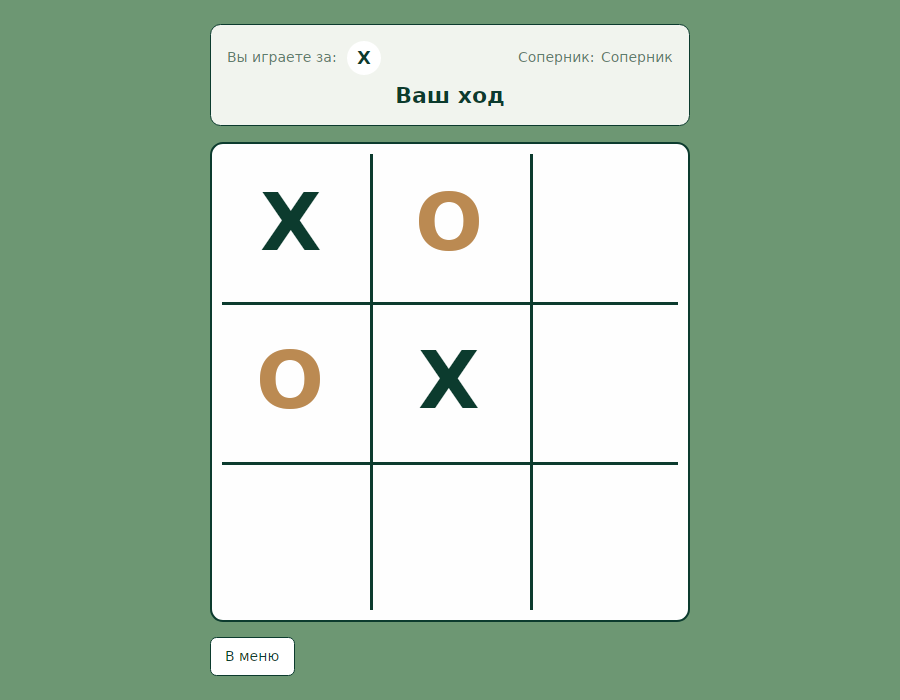 Вы играете за: X
Соперник: Соперник
Ваш ход
X O
O X
В меню